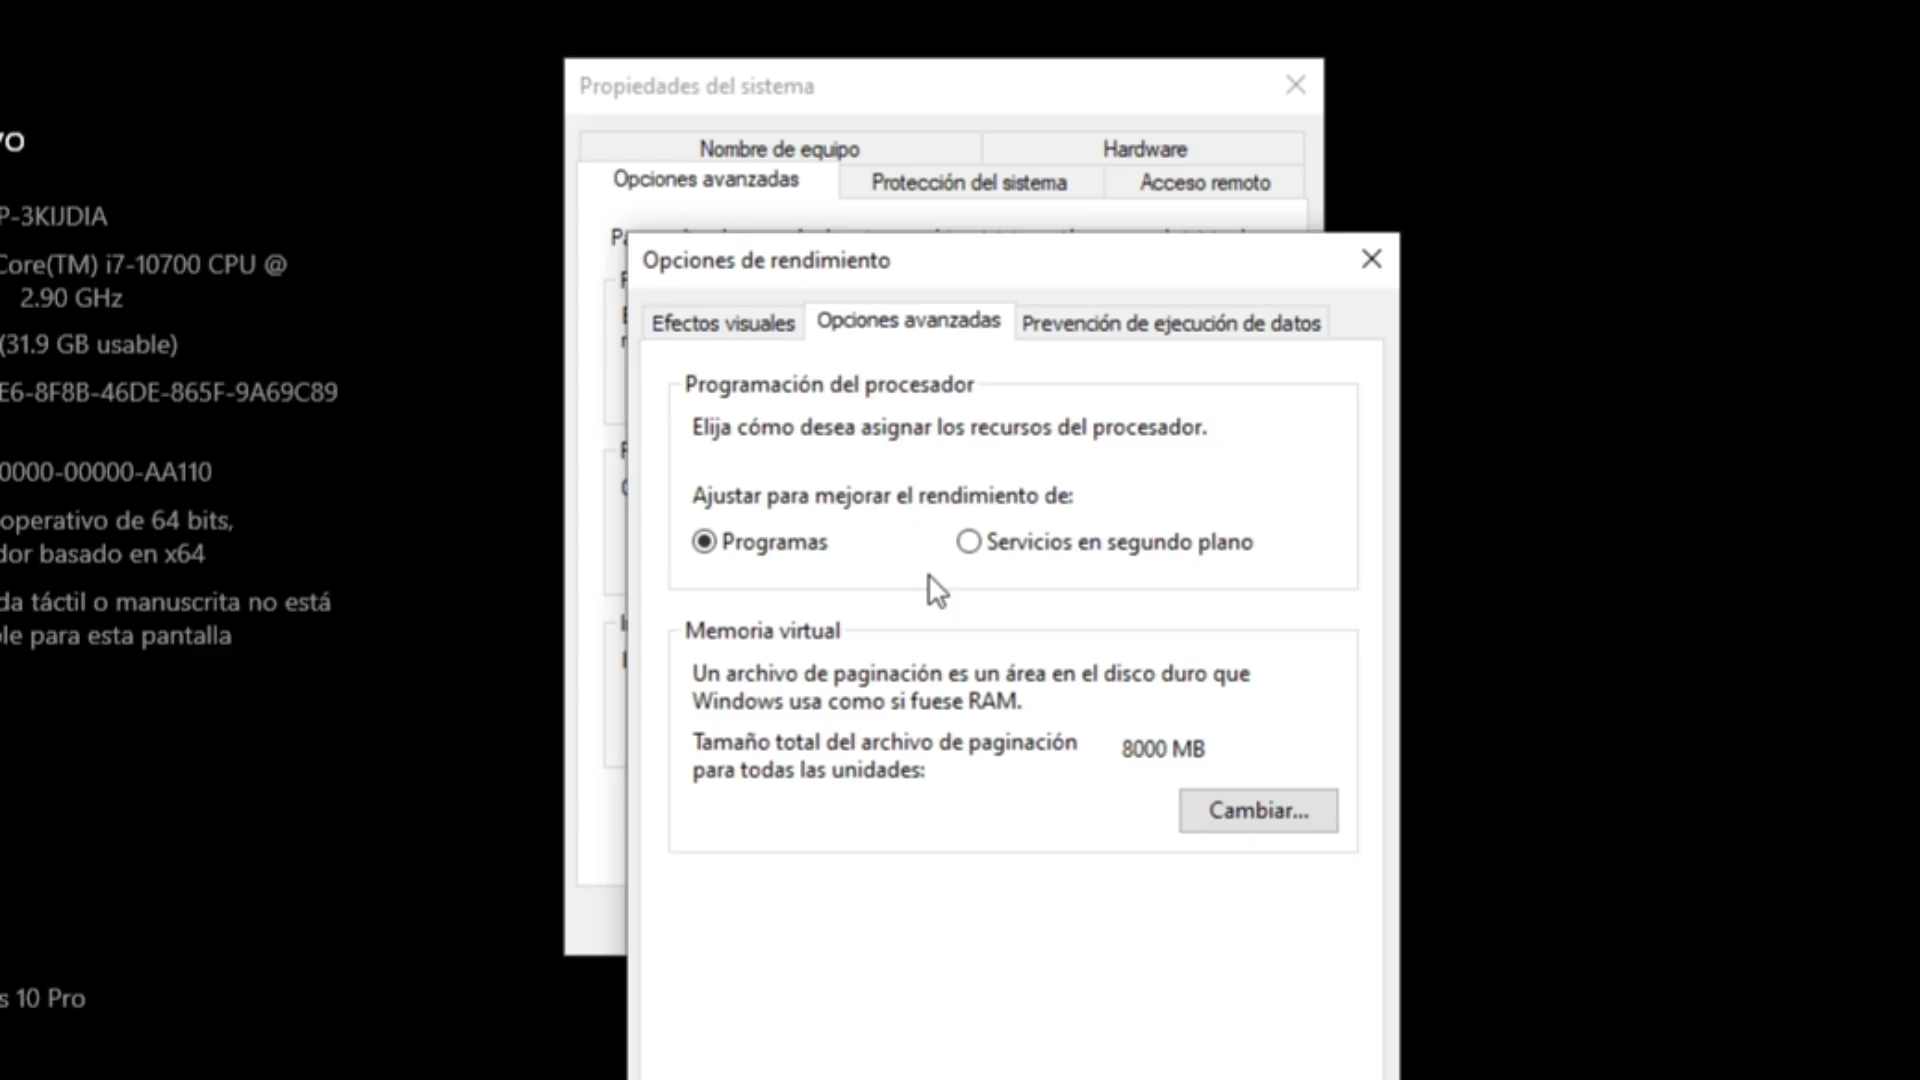 vo
P-3KIJDIA
Core(TM) i7-10700 CPU @
2.90 GHz
(31.9 GB usable)
E6-8F8B-46DE-865F-9A69C89
0000-00000-AA110
operativo de 64 bits,
dor basado en x64
da táctil o manuscrita no está
ple para esta pantalla
s 10 Pro
Propiedades del sistema
Nombre de equipo
Hardware
Opciones avanzadas
Protección del sistema
Acceso remoto
Opciones de rendimiento
Efectos visuales
Opciones avanzadas
Prevención de ejecución de datos
Programación del procesador
Elija cómo desea asignar los recursos del procesador.
Ajustar para mejorar el rendimiento de:
Programas
Servicios en segundo plano
Memoria virtual
Un archivo de paginación es un área en el disco duro que
Windows usa como si fuese RAM.
Tamaño total del archivo de paginación
para todas las unidades:
8000 MB
Cambiar...